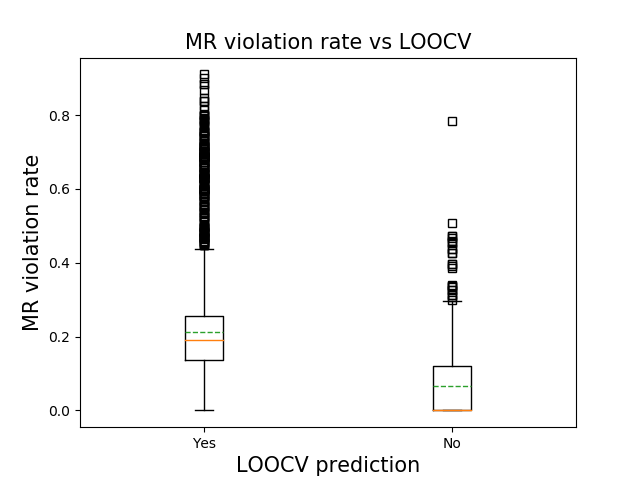 MR violation rate vs LOOCV
MR violation rate
0.8
0.6
0.4
0.2
0.0
Yes
No
LOOCV prediction